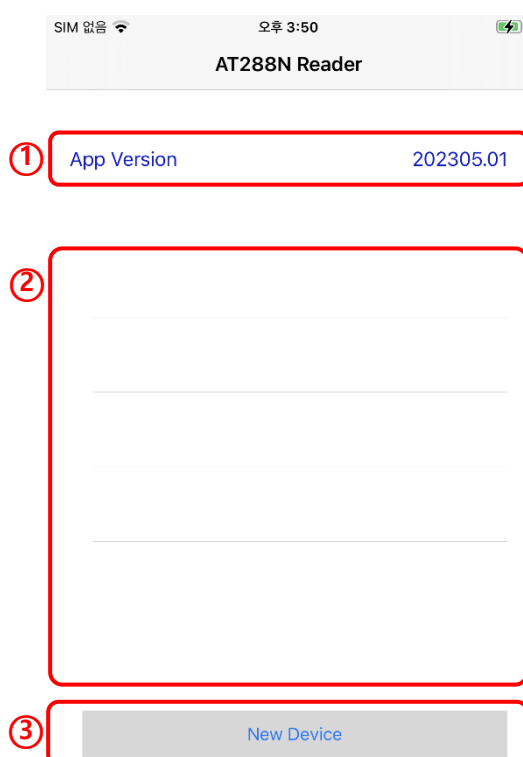 SIM 없음 오후 3:50
AT288N Reader
① App Version 202305.01
②
③ New Device